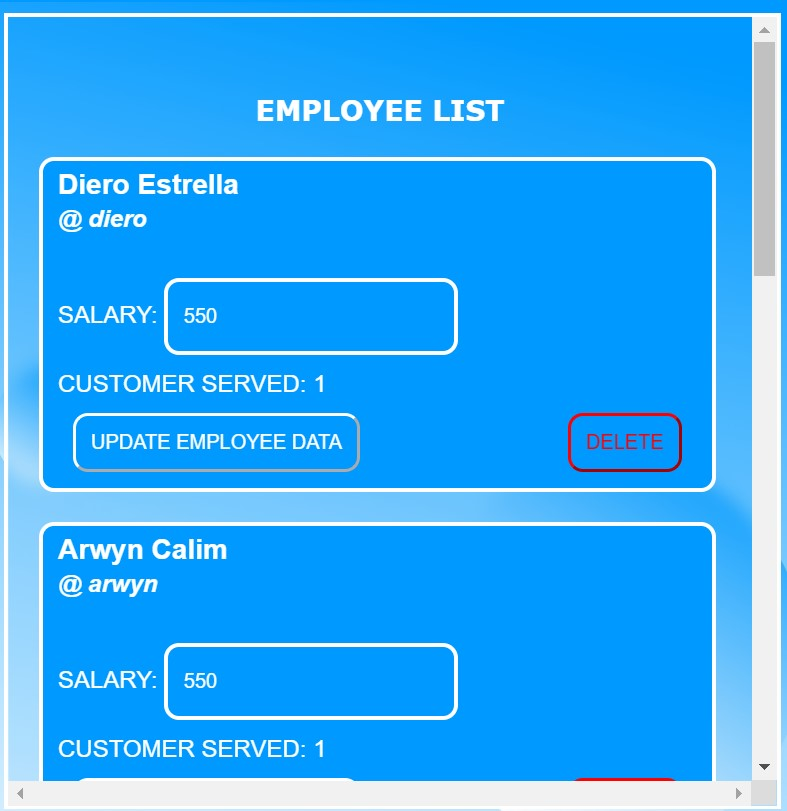 EMPLOYEE LIST
Diero Estrella
@ diero
SALARY: 550
CUSTOMER SERVED: 1
UPDATE EMPLOYEE DATA DELETE
Arwyn Calim
@ arwyn
SALARY: 550
CUSTOMER SERVED: 1